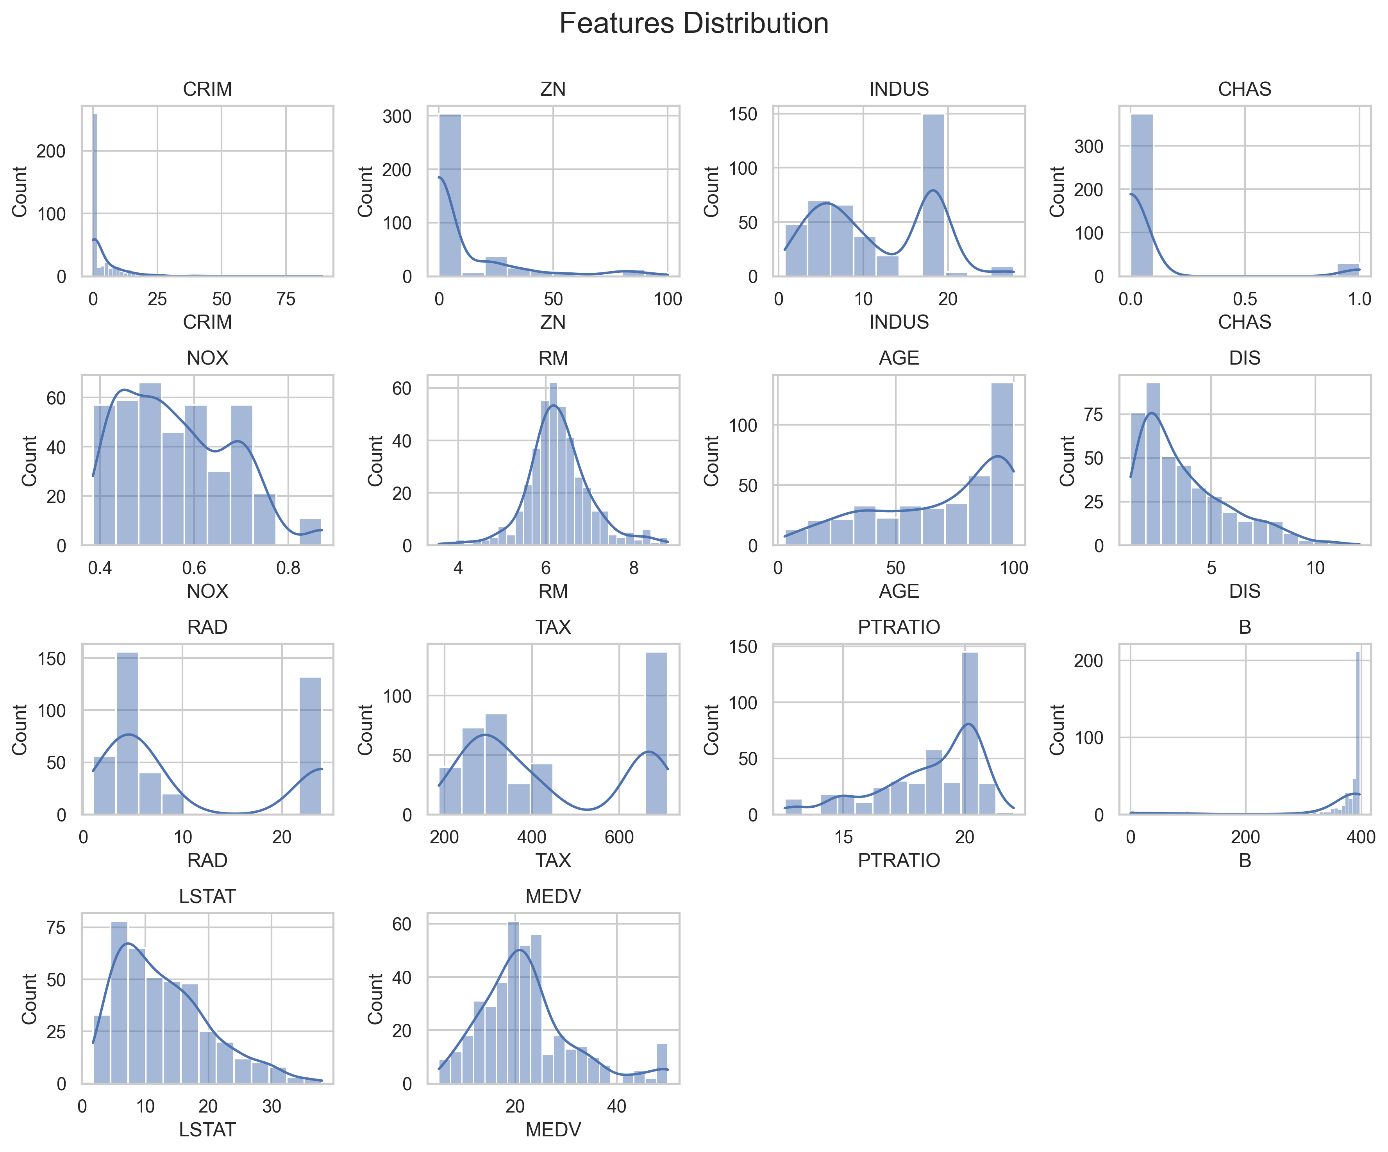 Features Distribution
CRIM
ZN
INDUS
CHAS
Count
200
100
0
0 25 50 75
CRIM
Count
300
200
100
0
0 50 100
ZN
Count
150
100
50
0
0 10 20
INDUS
Count
300
200
100
0
0.0 0.5 1.0
CHAS
NOX
RM
AGE
DIS
Count
60
40
20
0
0.4 0.6 0.8
NOX
Count
60
40
20
0
4 6 8
RM
Count
100
50
0
0 50 100
AGE
Count
75
50
25
0
5 10
DIS
RAD
TAX
PTRATIO
B
Count
150
100
50
0
0 10 20
RAD
Count
100
50
0
200 400 600
TAX
Count
150
100
50
0
15 20
PTRATIO
Count
200
100
0
0 200 400
B
LSTAT
MEDV
Count
75
50
25
0
0 10 20 30
LSTAT
Count
60
40
20
0
20 40
MEDV